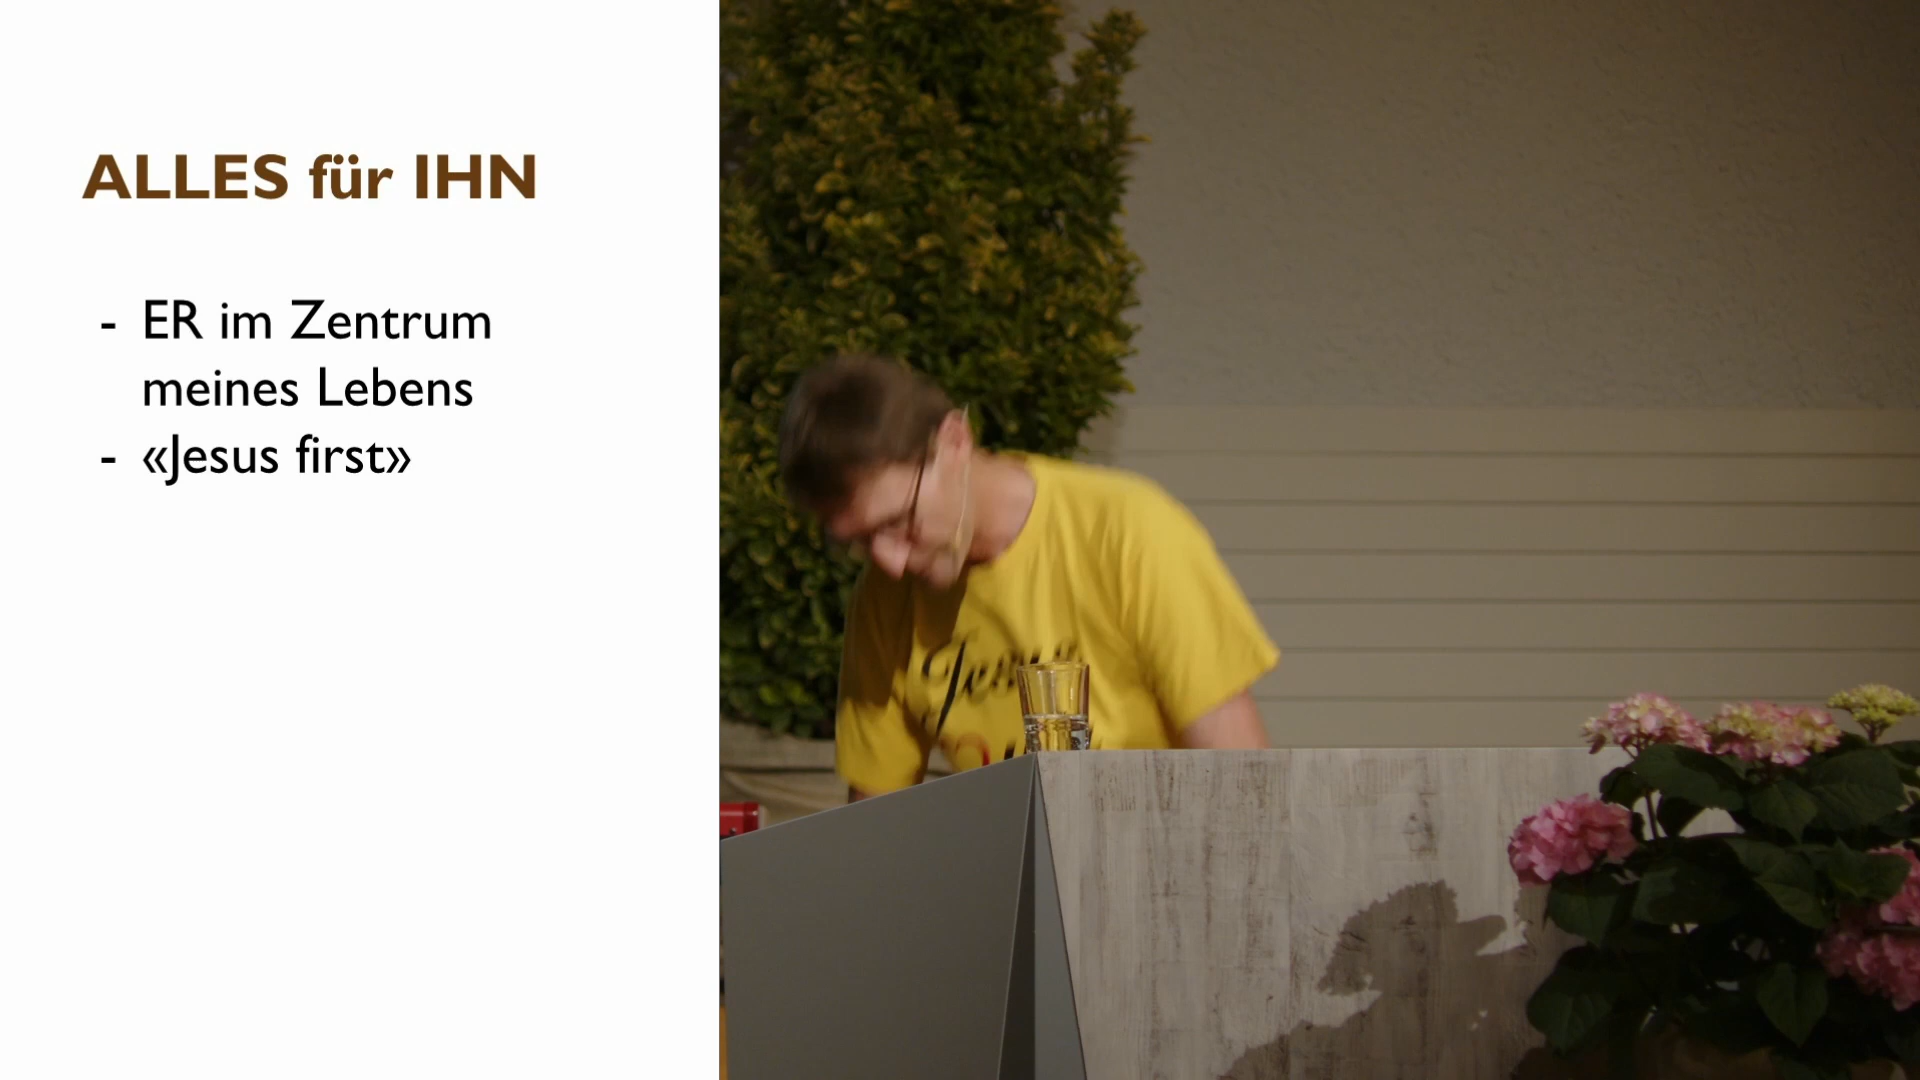 ALLES für IHN
- ER im Zentrum
meines Lebens
- «Jesus first»